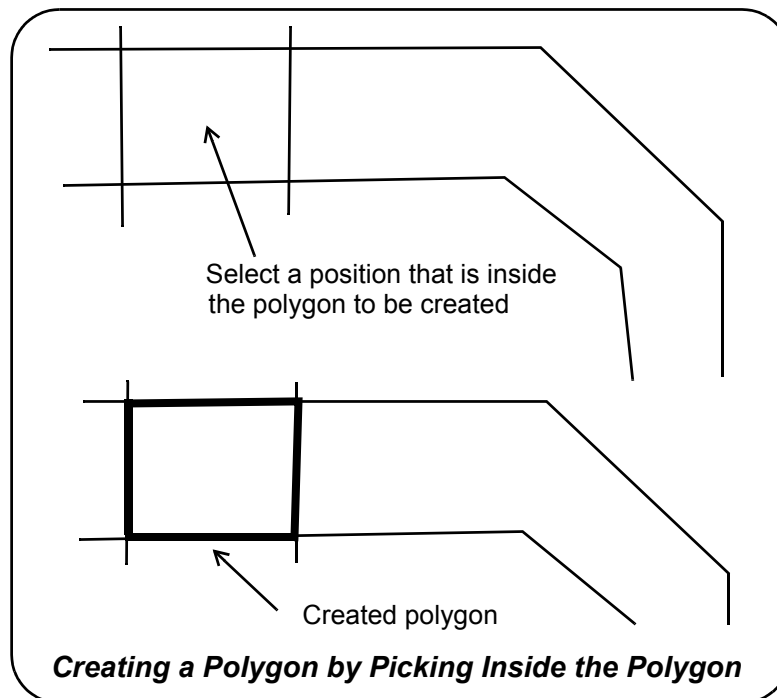 Select a position that is inside
the polygon to be created
Created polygon
Creating a Polygon by Picking Inside the Polygon